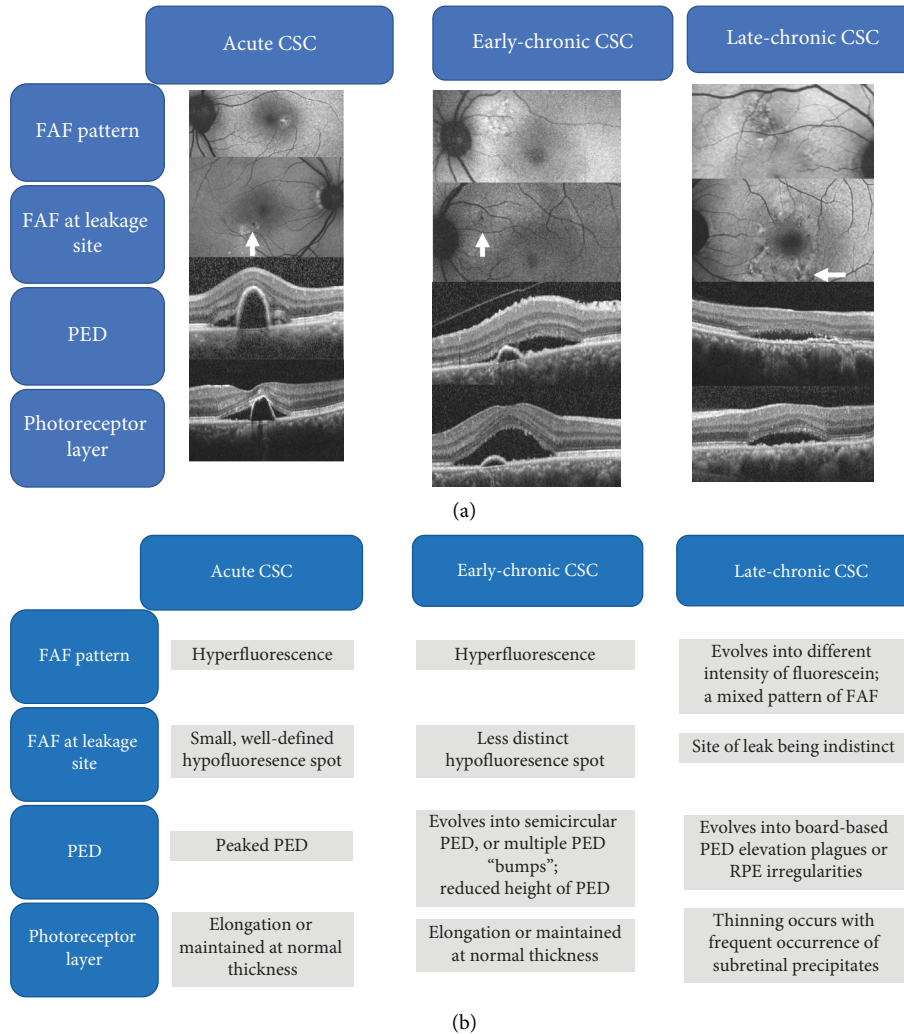 Acute CSC
Early-chronic CSC
Late-chronic CSC
FAF pattern
FAF at leakage
site
PED
Photoreceptor
layer
(a)
Acute CSC
Early-chronic CSC
Late-chronic CSC
FAF pattern
Hyperfluorescence
Hyperfluorescence
Evolves into different
intensity of fluorescein;
a mixed pattern of FAF
FAF at leakage
site
Small, well-defined
hypofluoresence spot
Less distinct
hypofluoresence spot
Site of leak being indistinct
PED
Peaked PED
Evolves into semicircular
PED, or multiple PED
“bumps”;
reduced height of PED
Evolves into board-based
PED elevation plagues or
RPE irregularities
Photoreceptor
layer
Elongation or
maintained at normal
thickness
Elongation or maintained
at normal thickness
Thinning occurs with
frequent occurrence of
subretinal precipitates
(b)